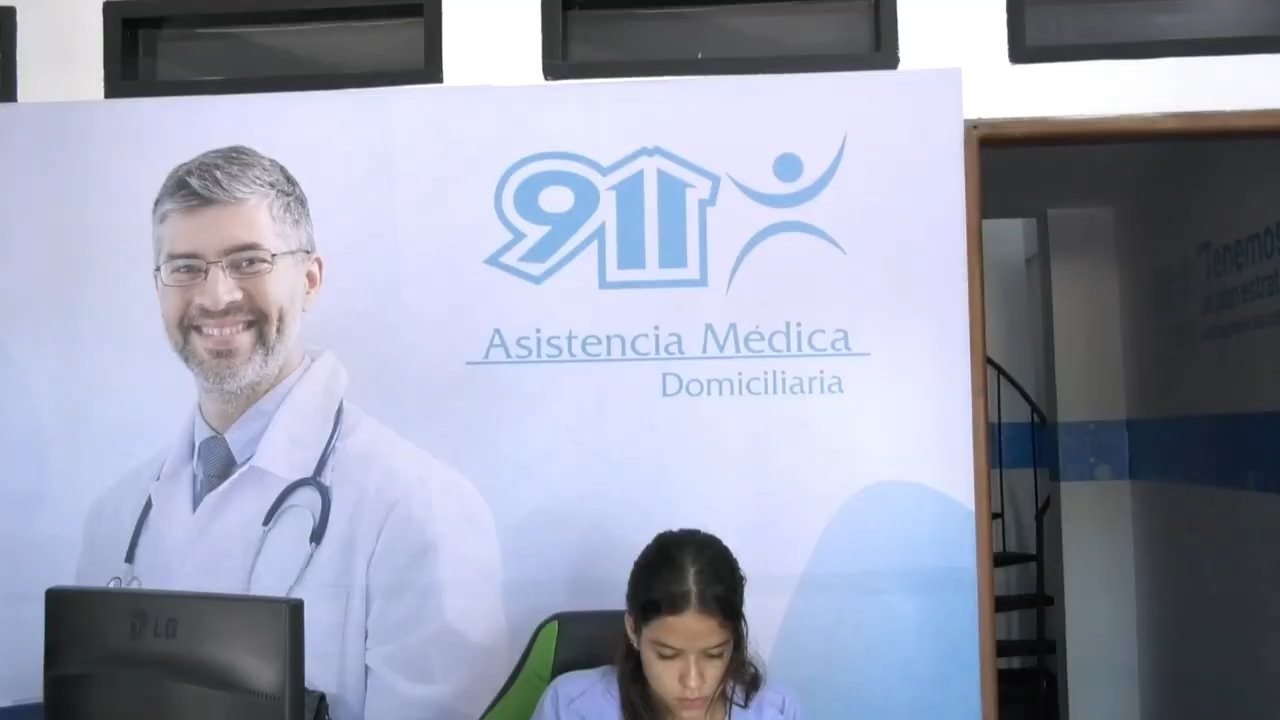 911
Asistencia Médica
Domiciliaria
"Tenemos
LG